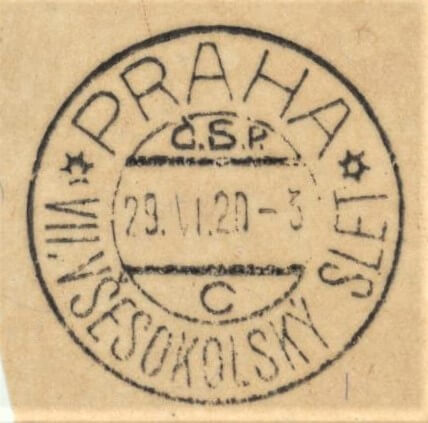 PRAHA
Č.S.P.
29.VI.20-3
C
VII.VŠESOKOLSKÝ SLET